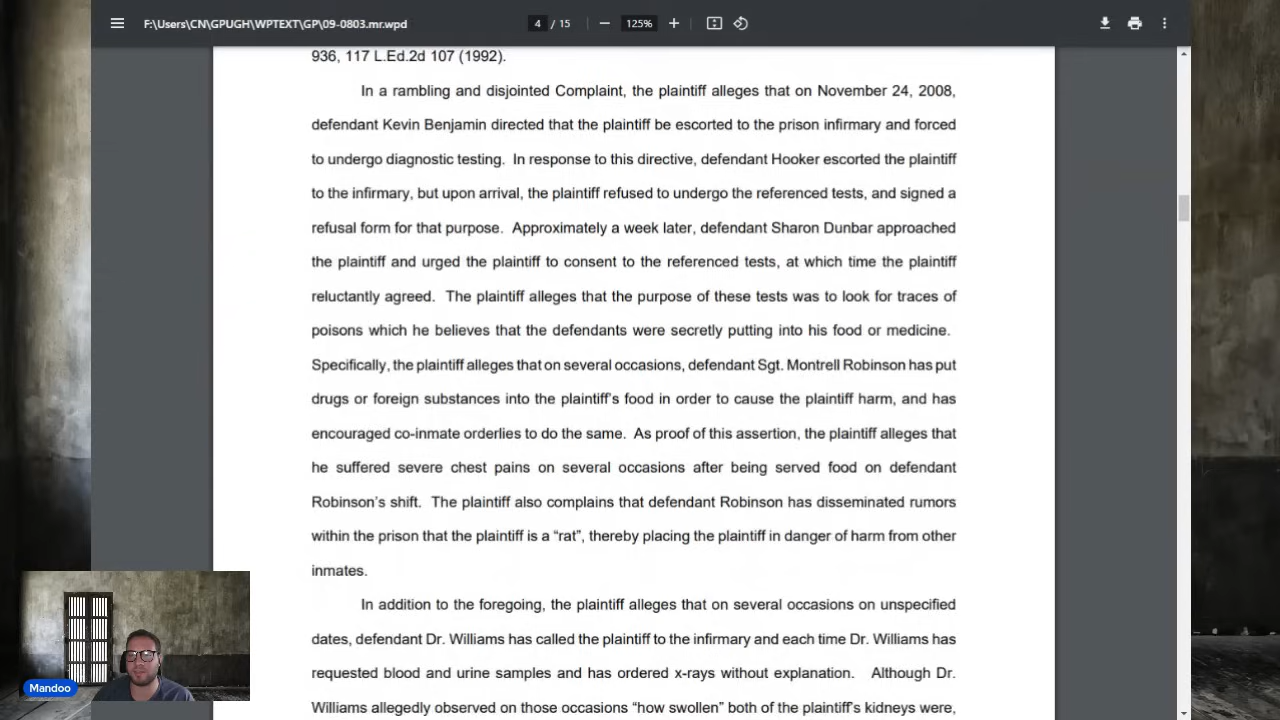 F:\Users\CN\GPUGH\WPTEXT\GP\09-0803.mr.wpd
4 / 15
125%
936, 117 L.Ed.2d 107 (1992).
In a rambling and disjointed Complaint, the plaintiff alleges that on November 24, 2008,
defendant Kevin Benjamin directed that the plaintiff be escorted to the prison infirmary and forced
to undergo diagnostic testing. In response to this directive, defendant Hooker escorted the plaintiff
to the infirmary, but upon arrival, the plaintiff refused to undergo the referenced tests, and signed a
refusal form for that purpose. Approximately a week later, defendant Sharon Dunbar approached
the plaintiff and urged the plaintiff to consent to the referenced tests, at which time the plaintiff
reluctantly agreed. The plaintiff alleges that the purpose of these tests was to look for traces of
poisons which he believes that the defendants were secretly putting into his food or medicine.
Specifically, the plaintiff alleges that on several occasions, defendant Sgt. Montrell Robinson has put
drugs or foreign substances into the plaintiff's food in order to cause the plaintiff harm, and has
encouraged co-inmate orderlies to do the same. As proof of this assertion, the plaintiff alleges that
he suffered severe chest pains on several occasions after being served food on defendant
Robinson's shift. The plaintiff also complains that defendant Robinson has disseminated rumors
within the prison that the plaintiff is a “rat”, thereby placing the plaintiff in danger of harm from other
inmates.
In addition to the foregoing, the plaintiff alleges that on several occasions on unspecified
dates, defendant Dr. Williams has called the plaintiff to the infirmary and each time Dr. Williams has
requested blood and urine samples and has ordered x-rays without explanation. Although Dr.
Williams allegedly observed on those occasions “how swollen” both of the plaintiff's kidneys were,
Mandoo